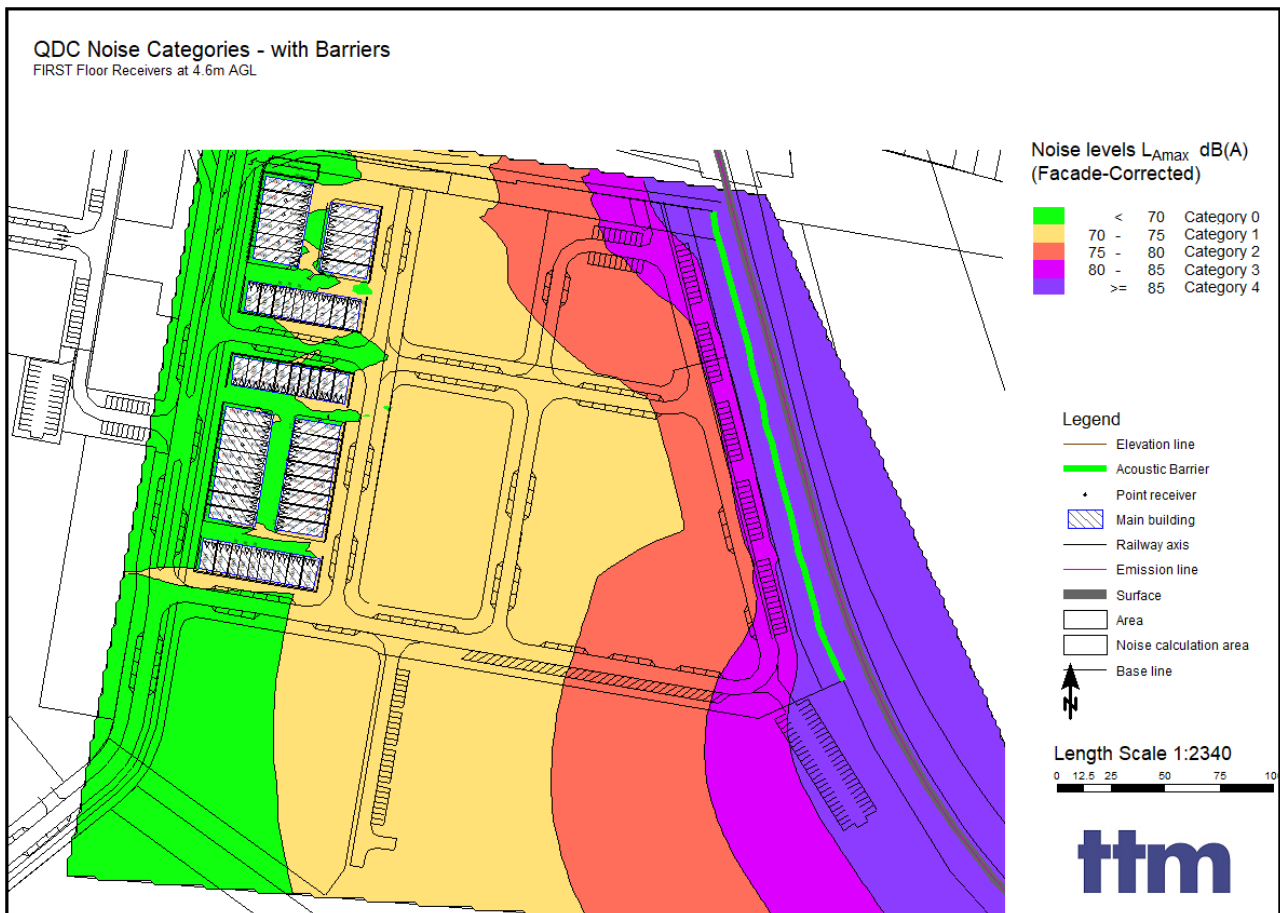 QDC Noise Categories - with Barriers
FIRST Floor Receivers at 4.6m AGL
Noise levels LAmax dB(A)
(Facade-Corrected)
< 70 Category 0
70 - 75 Category 1
75 - 80 Category 2
80 - 85 Category 3
>= 85 Category 4
Legend
Elevation line
Acoustic Barrier
Point receiver
Main building
Railway axis
Emission line
Surface
Area
Noise calculation area
Base line
N
Length Scale 1:2340
0 12.5 25 50 75 10
ttm